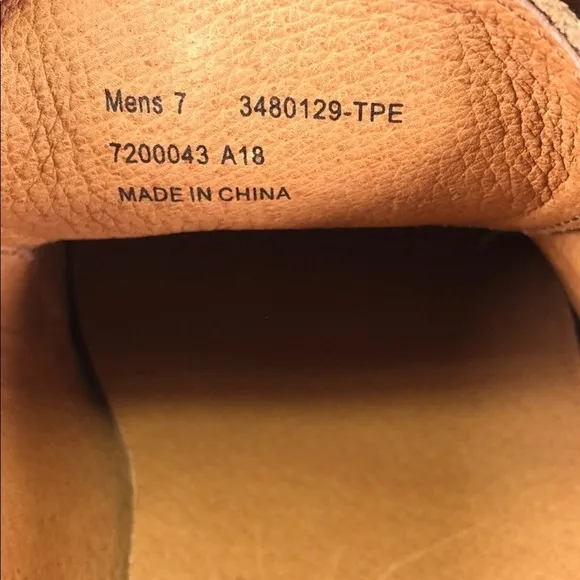 Mens 7 3480129-TPE
7200043 A18
MADE IN CHINA